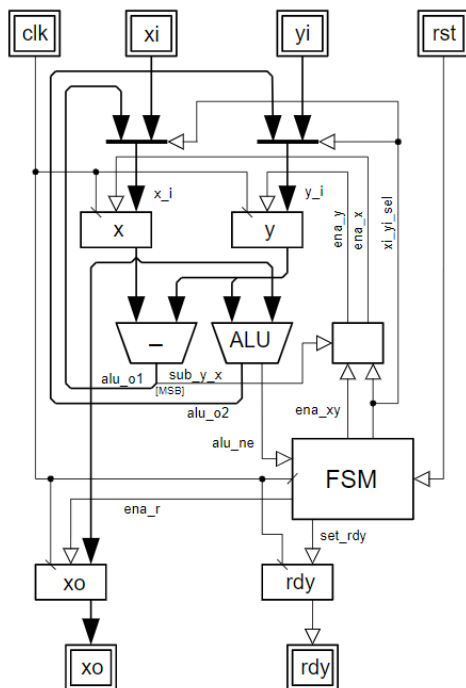 clk
xi
yi
rst
x_i
y_i
ena_y
ena_x
xi_yi_sel
x
y
–
ALU
alu_o1
sub_y_x
[MSB]
alu_o2
ena_xy
alu_ne
FSM
ena_r
set_rdy
xo
rdy
xo
rdy